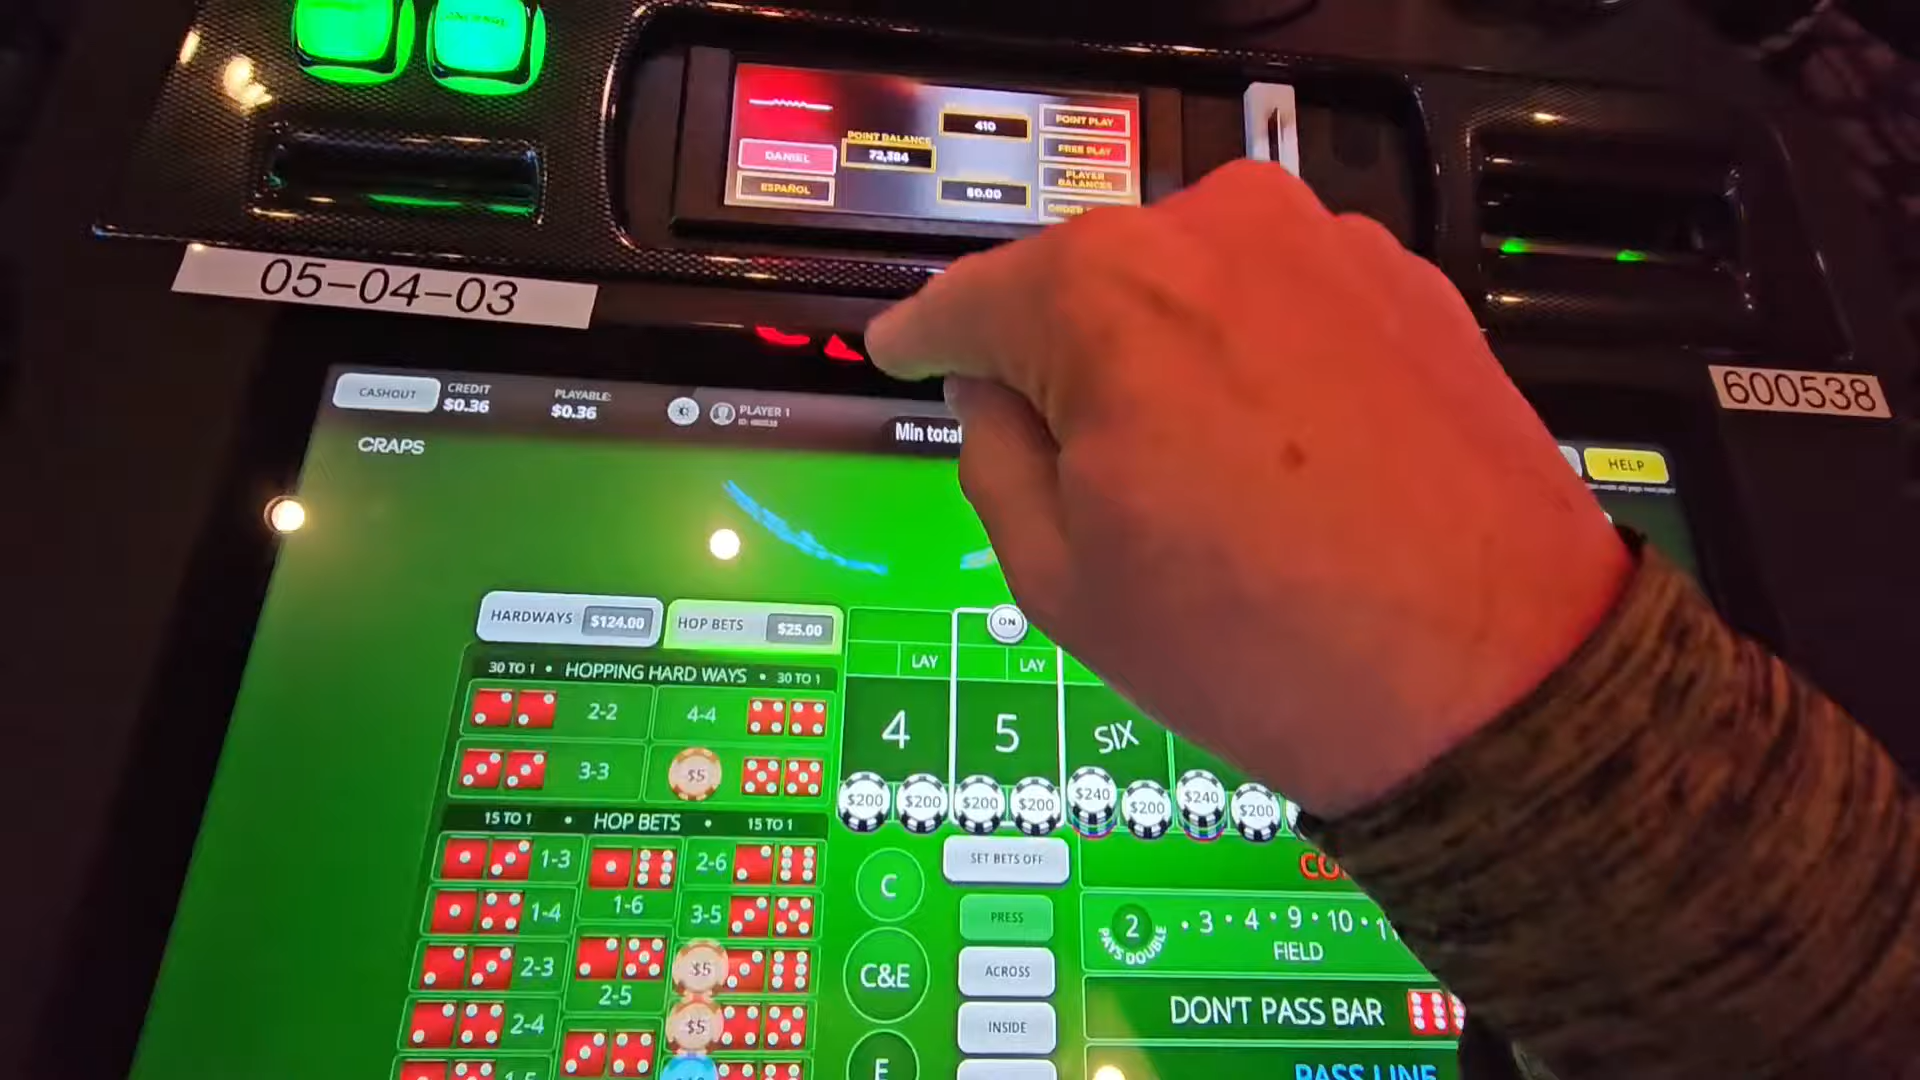 410
POINT PLAY
POINT BALANCE
FREE PLAY
DANIEL
72,384
PLAYER BALANCES
ESPAÑOL
$0.00
05-04-03
600538
CASHOUT
CREDIT
$0.36
PLAYABLE:
$0.36
PLAYER 1
Min total
HELP
CRAPS
HARDWAYS $124.00
HOP BETS $25.00
ON
30 TO 1 • HOPPING HARD WAYS • 30 TO 1
LAY
LAY
2-2
4-4
4
5
SIX
3-3
$5
$200
$200
$200
$200
$240
$200
$240
$200
15 TO 1 • HOP BETS • 15 TO 1
1-3
2-6
SET BETS OFF
C
1-4
1-6
3-5
PRESS
2
PAYS DOUBLE
• 3 • 4 • 9 • 10 •
FIELD
2-3
$5
C&E
ACROSS
2-5
2-4
$5
INSIDE
DON'T PASS BAR
1-5
E
PASS LINE